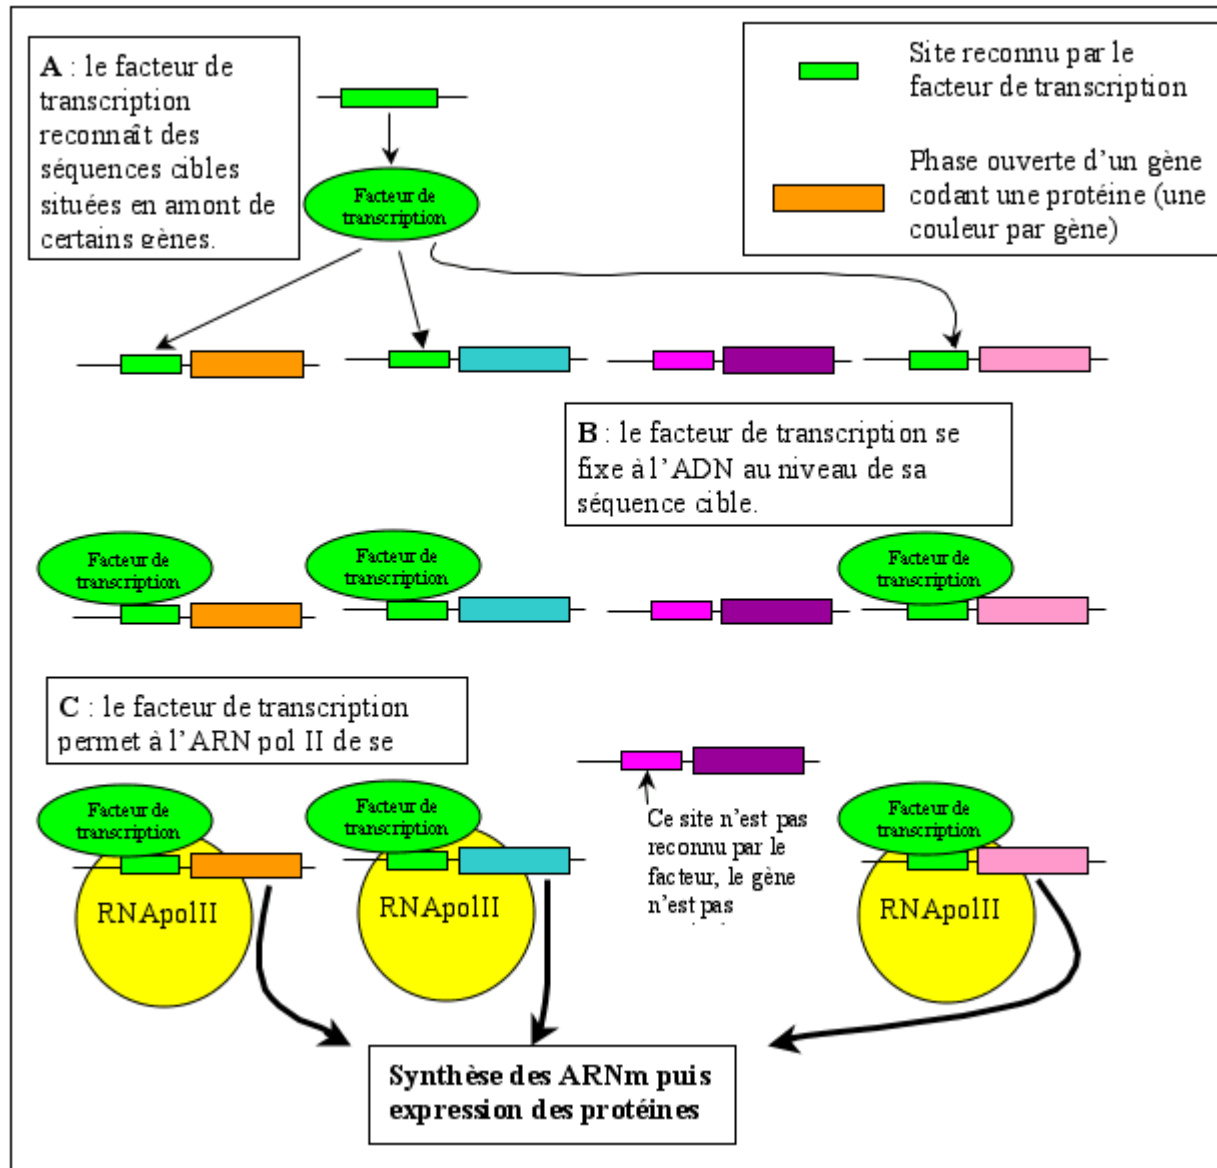 A : le facteur de
transcription
reconnaît des
séquences cibles
situées en amont de
certains gènes.
Site reconnu par le
facteur de transcription
Phase ouverte d'un gène
codant une protéine (une
couleur par gène)
Facteur de
transcription
B : le facteur de transcription se
fixe à l'ADN au niveau de sa
séquence cible.
Facteur de
transcription
Facteur de
transcription
Facteur de
transcription
C : le facteur de transcription
permet à l'ARN pol II de se
Facteur de
transcription
RNApolII
Facteur de
transcription
RNApolII
Ce site n'est pas
reconnu par le
facteur, le gène
n'est pas
Facteur de
transcription
RNApolII
Synthèse des ARNm puis
expression des protéines